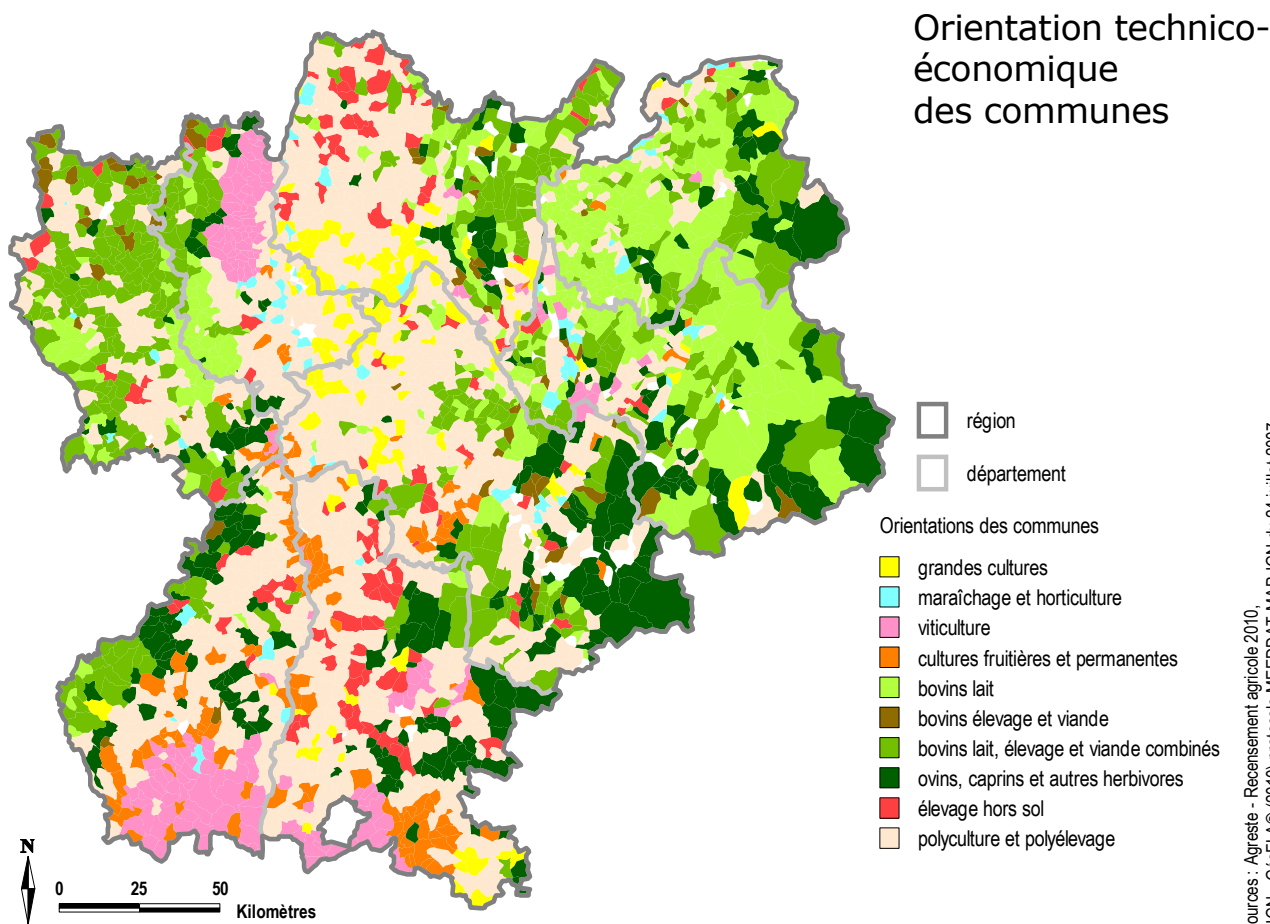 Orientation technico-
économique
des communes
région
département
Orientations des communes
grandes cultures
maraîchage et horticulture
viticulture
cultures fruitières et permanentes
bovins lait
bovins élevage et viande
bovins lait, élevage et viande combinés
ovins, caprins et autres herbivores
élevage hors sol
polyculture et polyélevage
N
0 25 50
Kilomètres
ources : Agreste - Recensement agricole 2010,